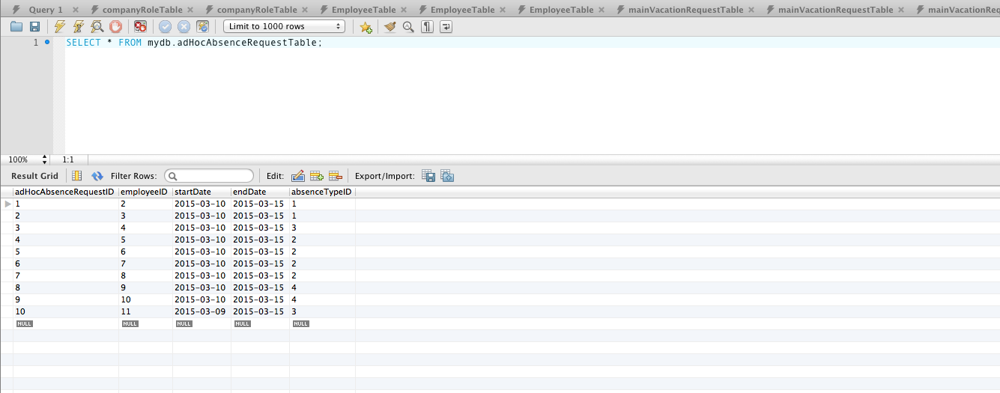 Query 1 companyRoleTable companyRoleTable EmployeeTable EmployeeTable EmployeeTable mainVacationRequestTable mainVacationRequestTable mainVacationRe
Limit to 1000 rows
1 SELECT * FROM mydb.adHocAbsenceRequestTable;
100% 1:1
Result Grid Filter Rows: Edit: Export/Import:
adHocAbsenceRequestID employeeID startDate endDate absenceTypeID
1 2 2015-03-10 2015-03-15 1
2 3 2015-03-10 2015-03-15 1
3 4 2015-03-10 2015-03-15 3
4 5 2015-03-10 2015-03-15 2
5 6 2015-03-10 2015-03-15 2
6 7 2015-03-10 2015-03-15 2
7 8 2015-03-10 2015-03-15 2
8 9 2015-03-10 2015-03-15 4
9 10 2015-03-10 2015-03-15 4
10 11 2015-03-09 2015-03-15 3
NULL NULL NULL NULL NULL